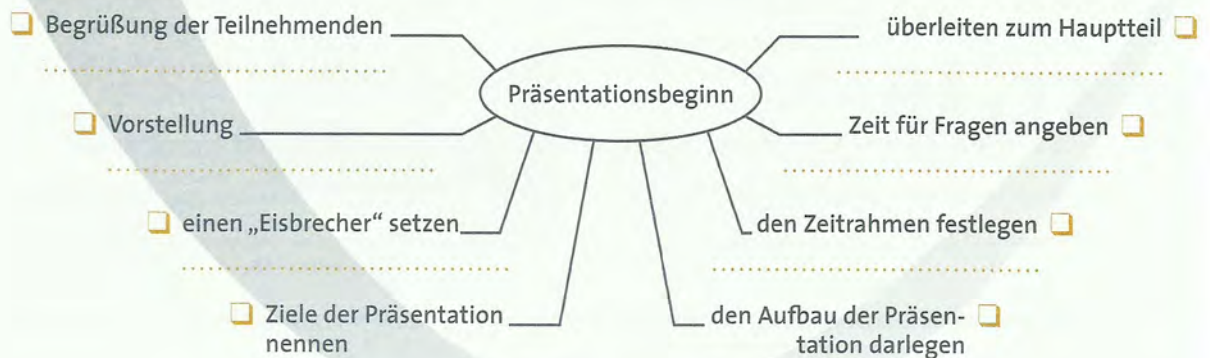 Begrüßung der Teilnehmenden
überleiten zum Hauptteil
Präsentationsbeginn
Vorstellung
Zeit für Fragen angeben
einen „Eisbrecher“ setzen
den Zeitrahmen festlegen
Ziele der Präsentation
nennen
den Aufbau der Präsen-
tation darlegen